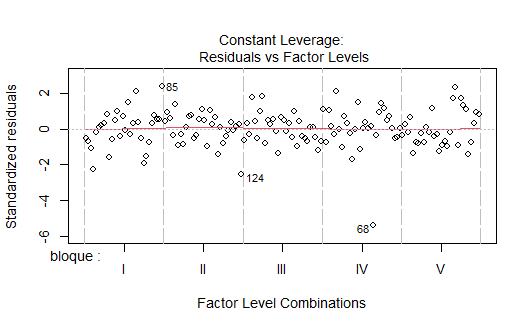 Constant Leverage:
Residuals vs Factor Levels
Standardized residuals
2
0
-2
-4
-6
85
124
68
bloque :
I
II
III
IV
V
Factor Level Combinations